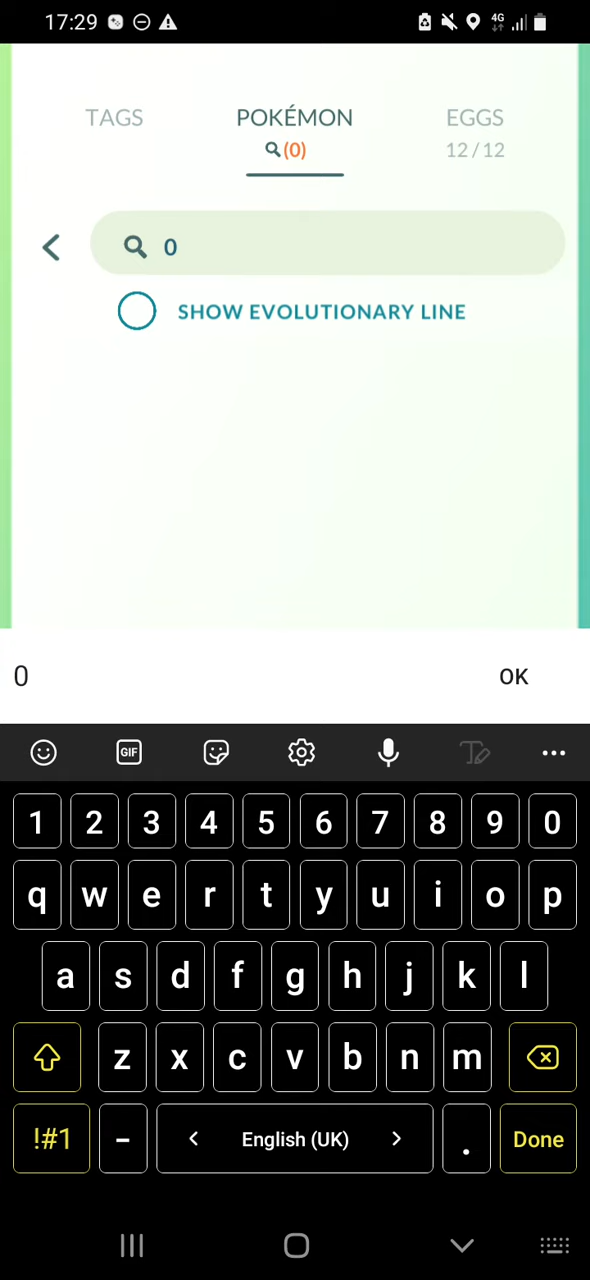 17:29
4G
TAGS
POKÉMON
EGGS
(0)
12 / 12
0
SHOW EVOLUTIONARY LINE
0
OK
GIF
1 2 3 4 5 6 7 8 9 0
q w e r t y u i o p
a s d f g h j k l
z x c v b n m
!#1 - English (UK) . Done